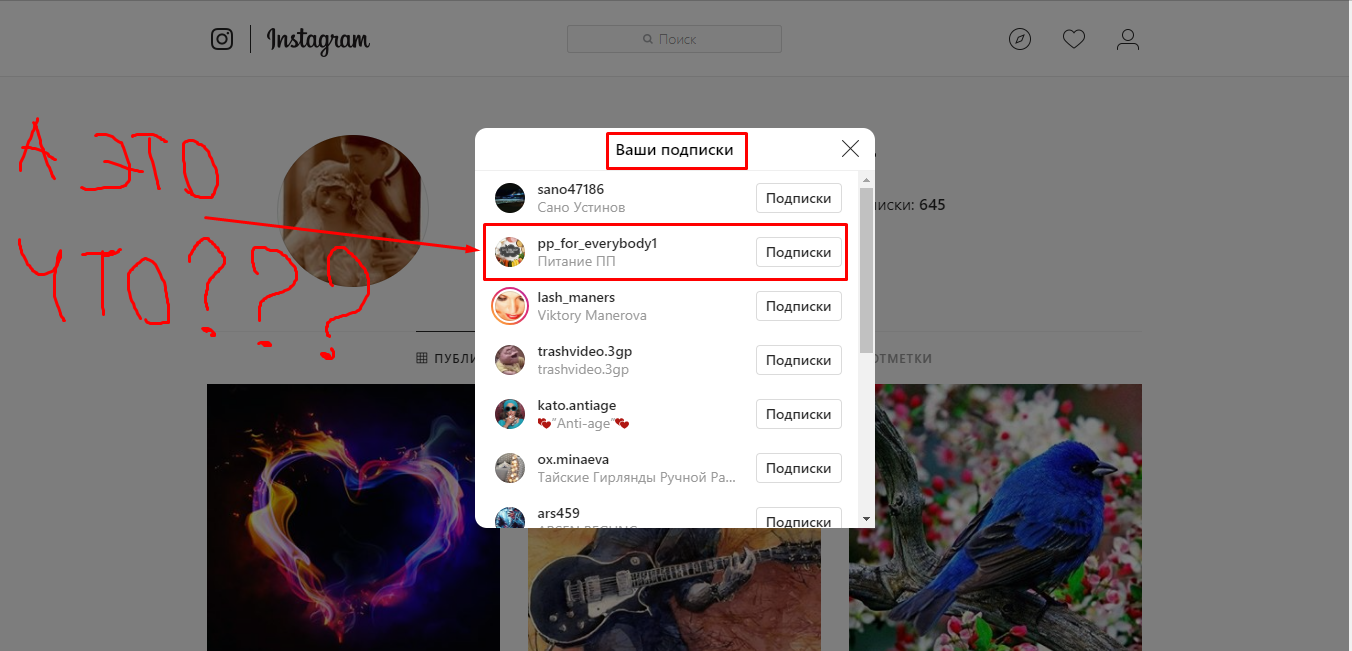 Instagram
Поиск
А ЭТО
ЧТО???
Ваши подписки
иски: 645
sano47186
Сано Устинов
Подписки
pp_for_everybody1
Питание ПП
Подписки
lash_maners
Viktory Manerova
Подписки
trashvideo.3gp
trashvideo.3gp
Подписки
kato.antiage
"Anti-age"
Подписки
ox.minaeva
Тайские Гирлянды Ручной Ра...
Подписки
ars459
Подписки
ПУБЛИ
ОТМЕТКИ